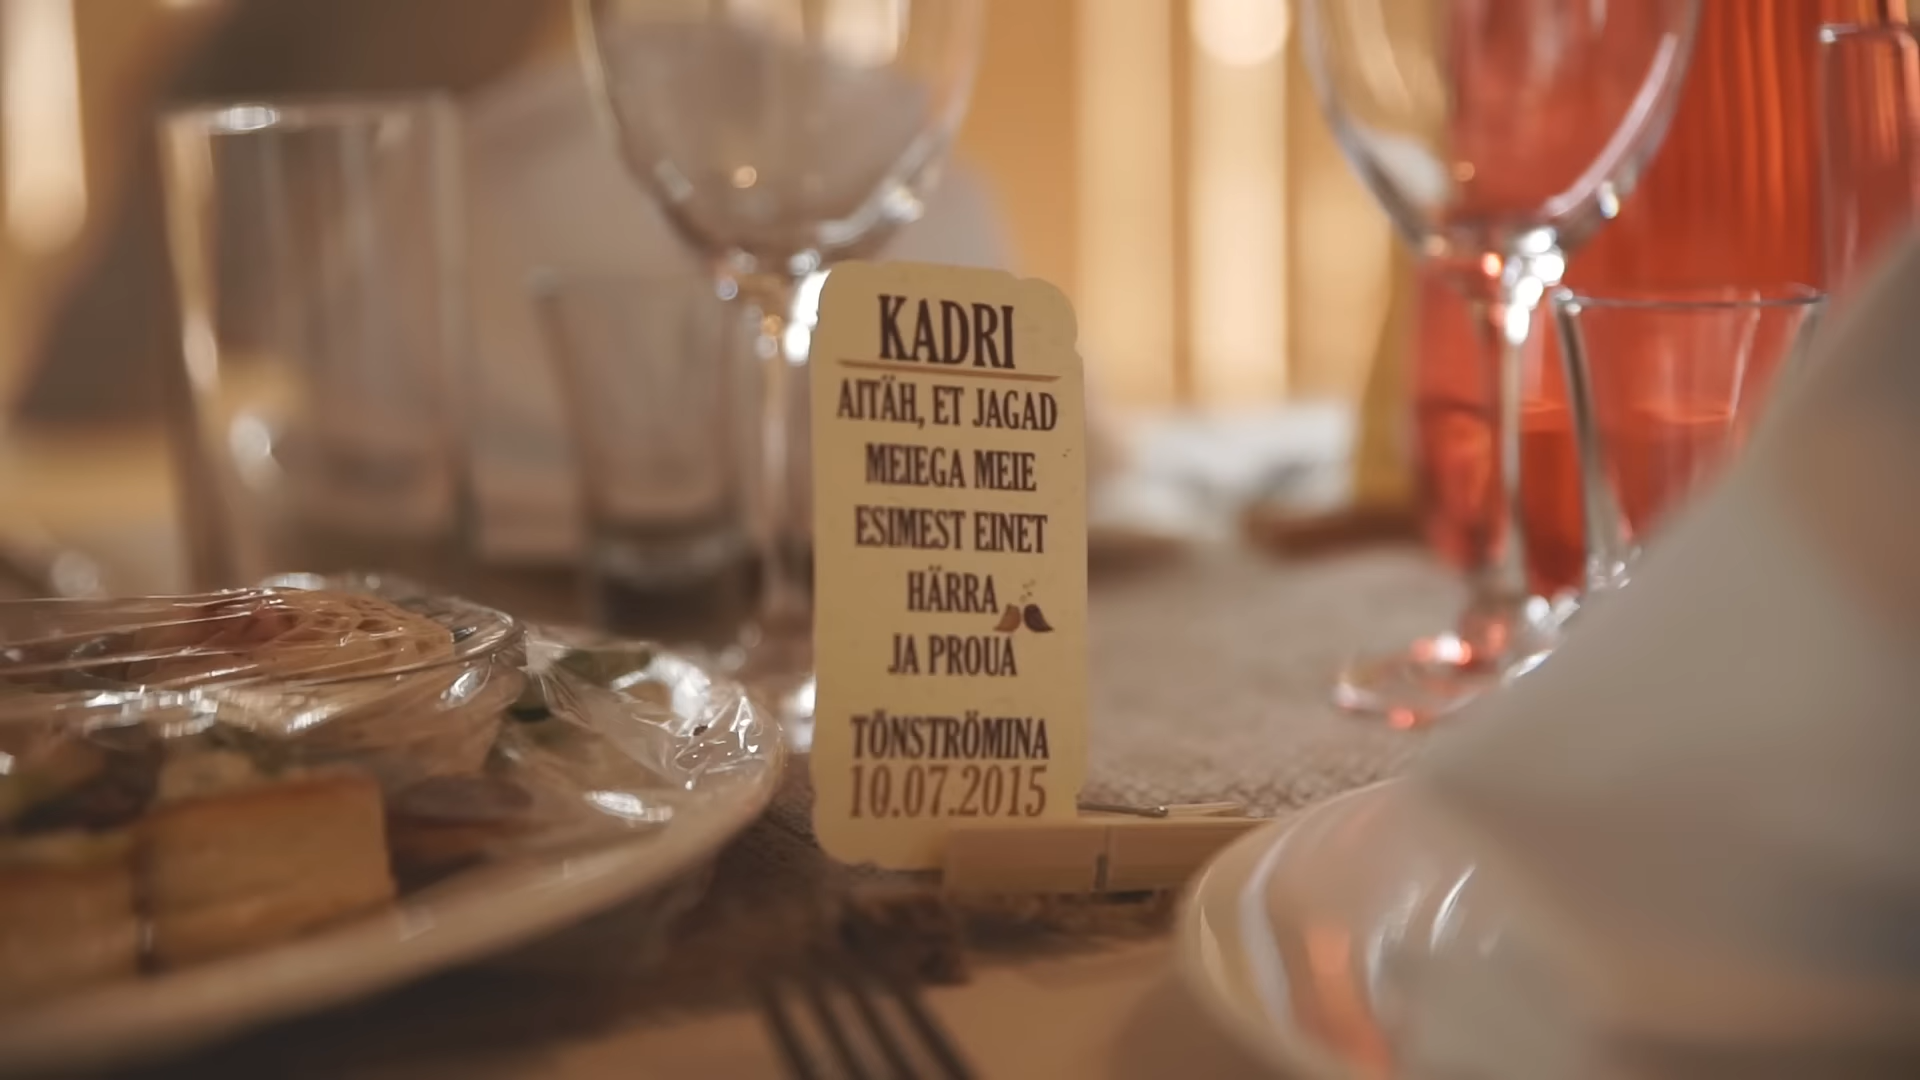 KADRI
AITÄH, ET JAGAD
MEIEGA MEIE
ESIMEST EINET
HÄRRA
JA PROUA
TÕNSTRÖMINA
10.07.2015